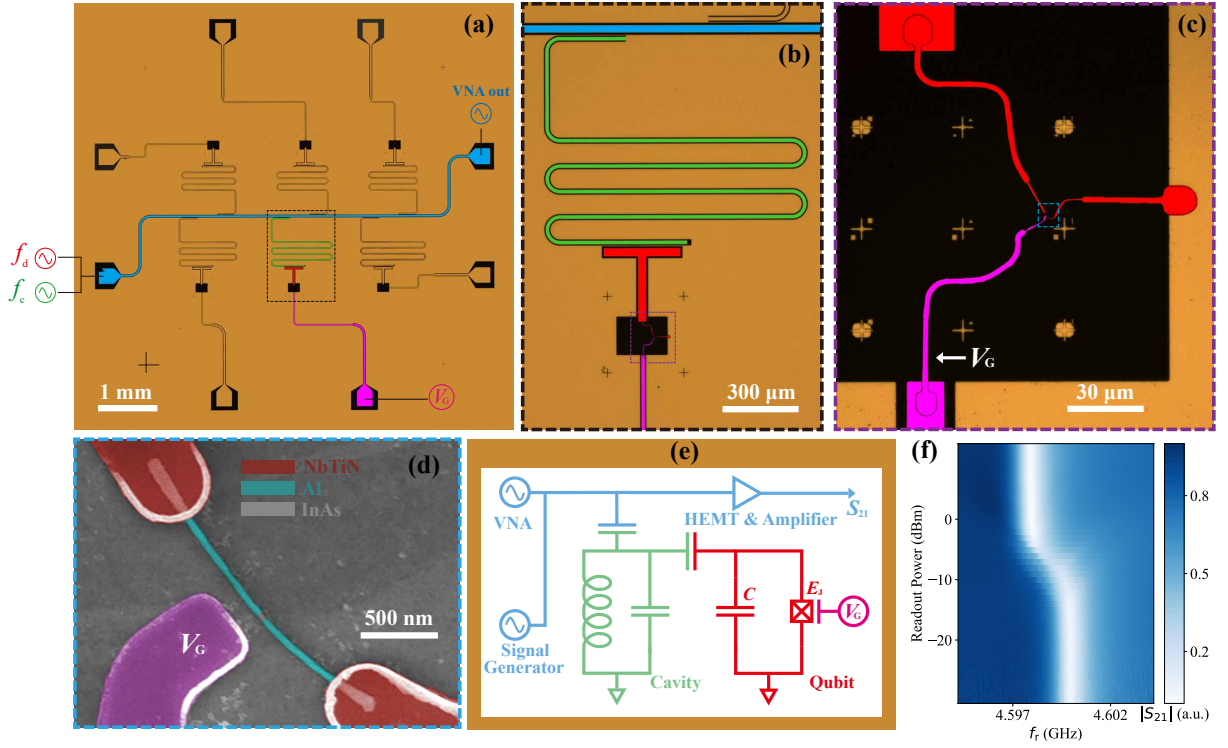 (a)
VNA out
f_d
f_c
1 mm
V_G
(b)
300 μm
(c)
V_G
30 μm
(d)
NbTiN
Al
InAs
V_G
500 nm
(e)
VNA
HEMT & Amplifier
S_21
Signal
Generator
Cavity
C
E_J
V_G
Qubit
(f)
Readout Power (dBm)
0
−10
−20
4.597
4.602
f_r (GHz)
0.8
0.5
0.2
|S_21| (a.u.)